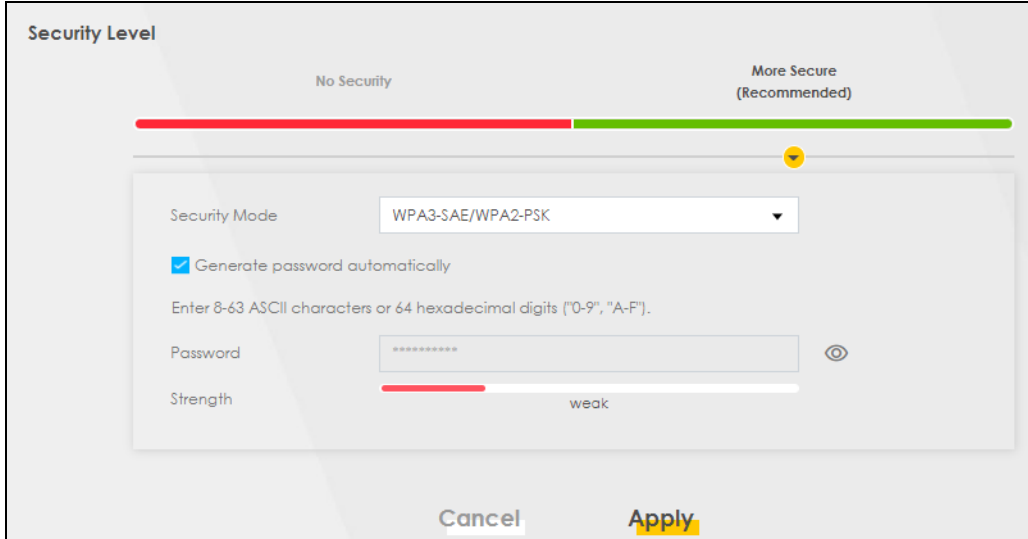 Security Level
No Security
More Secure
(Recommended)
Security Mode
WPA3-SAE/WPA2-PSK
Generate password automatically
Enter 8-63 ASCII characters or 64 hexadecimal digits ("0-9", "A-F").
Password
**********
Strength
weak
Cancel
Apply